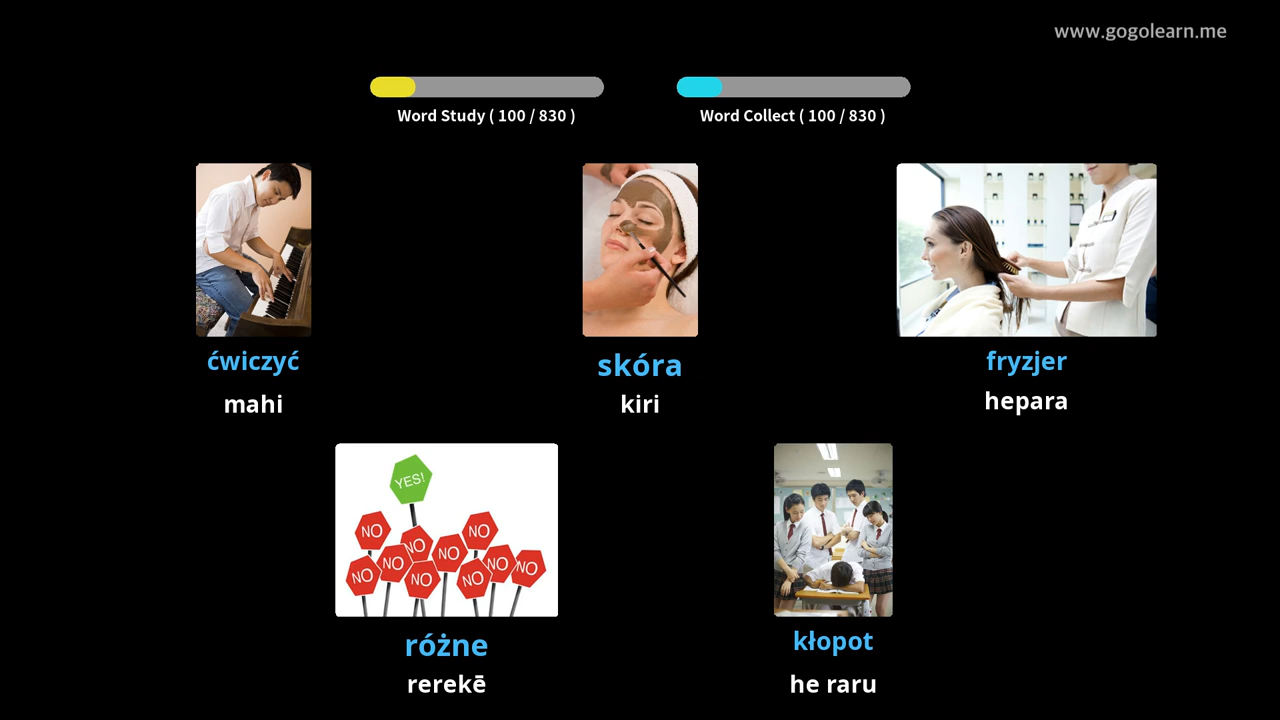 www.gogolearn.me
Word Study ( 100 / 830 )
Word Collect ( 100 / 830 )
ćwiczyć
mahi
skóra
kiri
fryzjer
hepara
YES!
NO
NO
NO
NO
NO
NO
NO
NO
NO
NO
różne
rerekē
kłopot
he raru